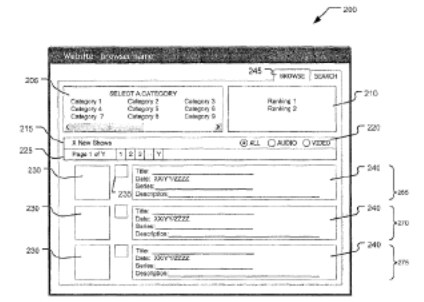 200
Website - browser name
245
BROWSE SEARCH
205
SELECT A CATEGORY
Category 1 Category 2 Category 3
Category 4 Category 5 Category 6
Category 7 Category 8 Category 9
Ranking 1
Ranking 2
210
215
X New Shows
ALL AUDIO VIDEO
220
225
Page 1 of Y 1 2 3 ... Y
230
235
Title:
Date: XX/YY/ZZZZ
Series:
Description:
240
265
230
Title:
Date: XX/YY/ZZZZ
Series:
Description:
240
270
230
Title:
Date: XX/YY/ZZZZ
Series:
Description:
240
275